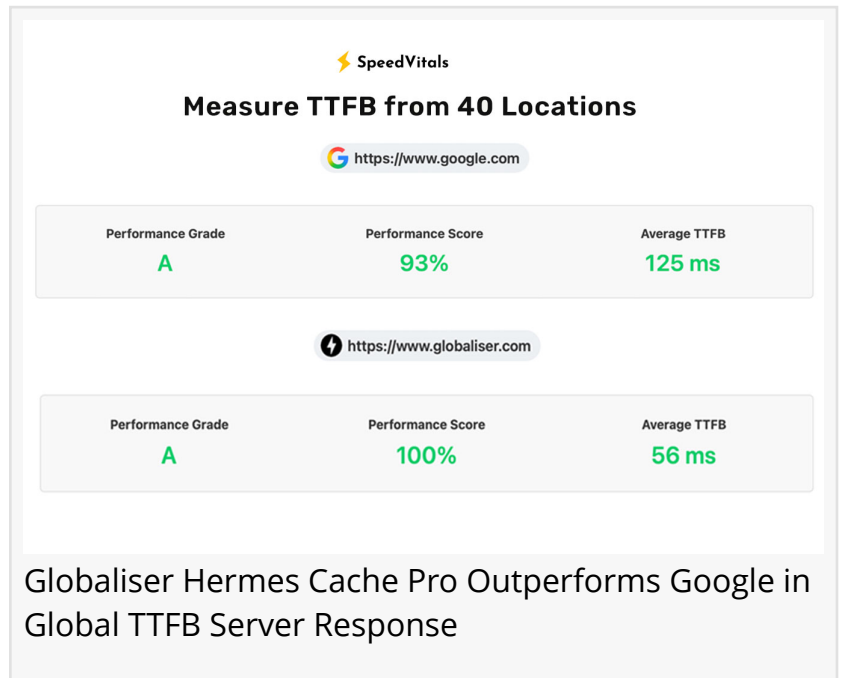 SpeedVitals
Measure TTFB from 40 Locations
https://www.google.com
Performance Grade Performance Score Average TTFB
A 93% 125 ms
https://www.globaliser.com
Performance Grade Performance Score Average TTFB
A 100% 56 ms
Globaliser Hermes Cache Pro Outperforms Google in
Global TTFB Server Response